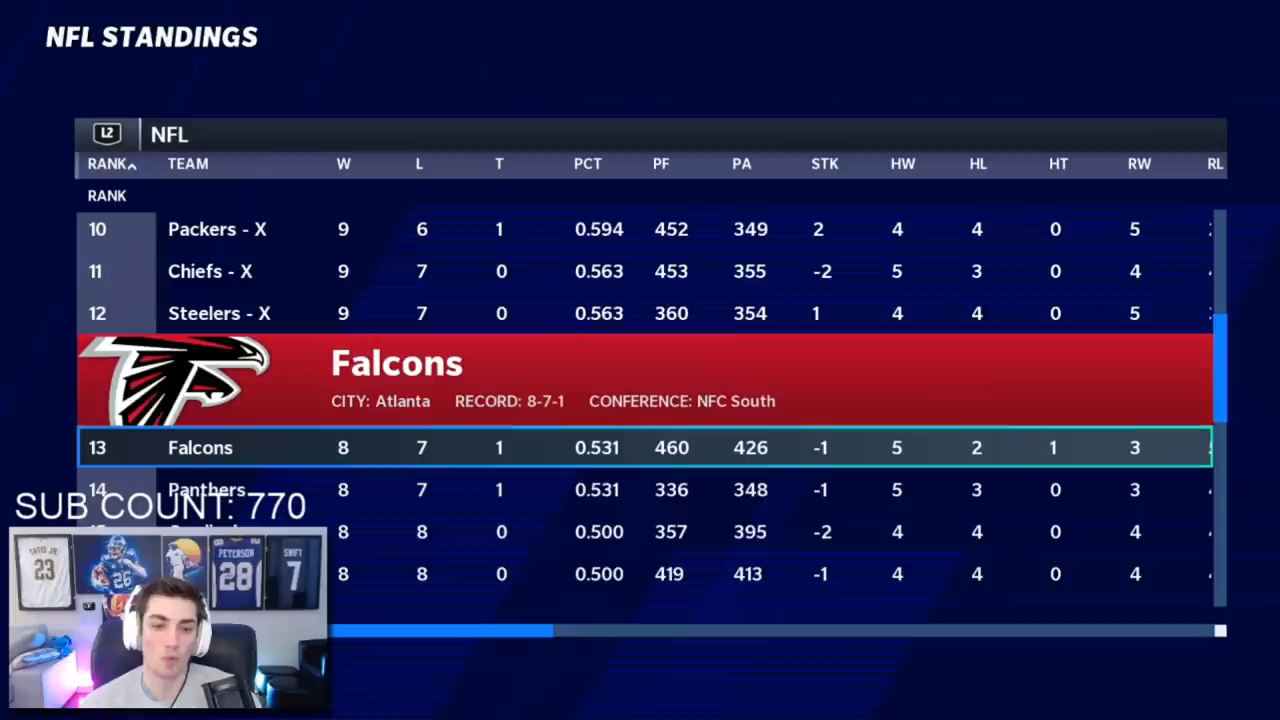 NFL STANDINGS
L2 NFL
RANK TEAM W L T PCT PF PA STK HW HL HT RW RL
RANK
10 Packers - X 9 6 1 0.594 452 349 2 4 4 0 5
11 Chiefs - X 9 7 0 0.563 453 355 -2 5 3 0 4
12 Steelers - X 9 7 0 0.563 360 354 1 4 4 0 5
Falcons
CITY: Atlanta RECORD: 8-7-1 CONFERENCE: NFC South
13 Falcons 8 7 1 0.531 460 426 -1 5 2 1 3
14 Panthers 8 7 1 0.531 336 348 -1 5 3 0 3
SUB COUNT: 770
8 8 0 0.500 357 395 -2 4 4 0 4
8 8 0 0.500 419 413 -1 4 4 0 4
TATIS JR.
23
26
PETERSON
28
SWIFT
7